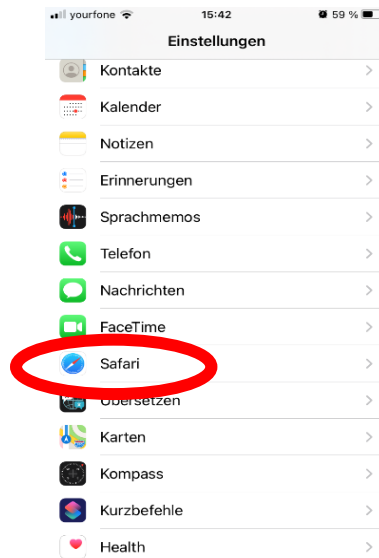 yourfone 15:42 59 %
Einstellungen
Kontakte
Kalender
Notizen
Erinnerungen
Sprachmemos
Telefon
Nachrichten
FaceTime
Safari
Übersetzen
Karten
Kompass
Kurzbefehle
Health